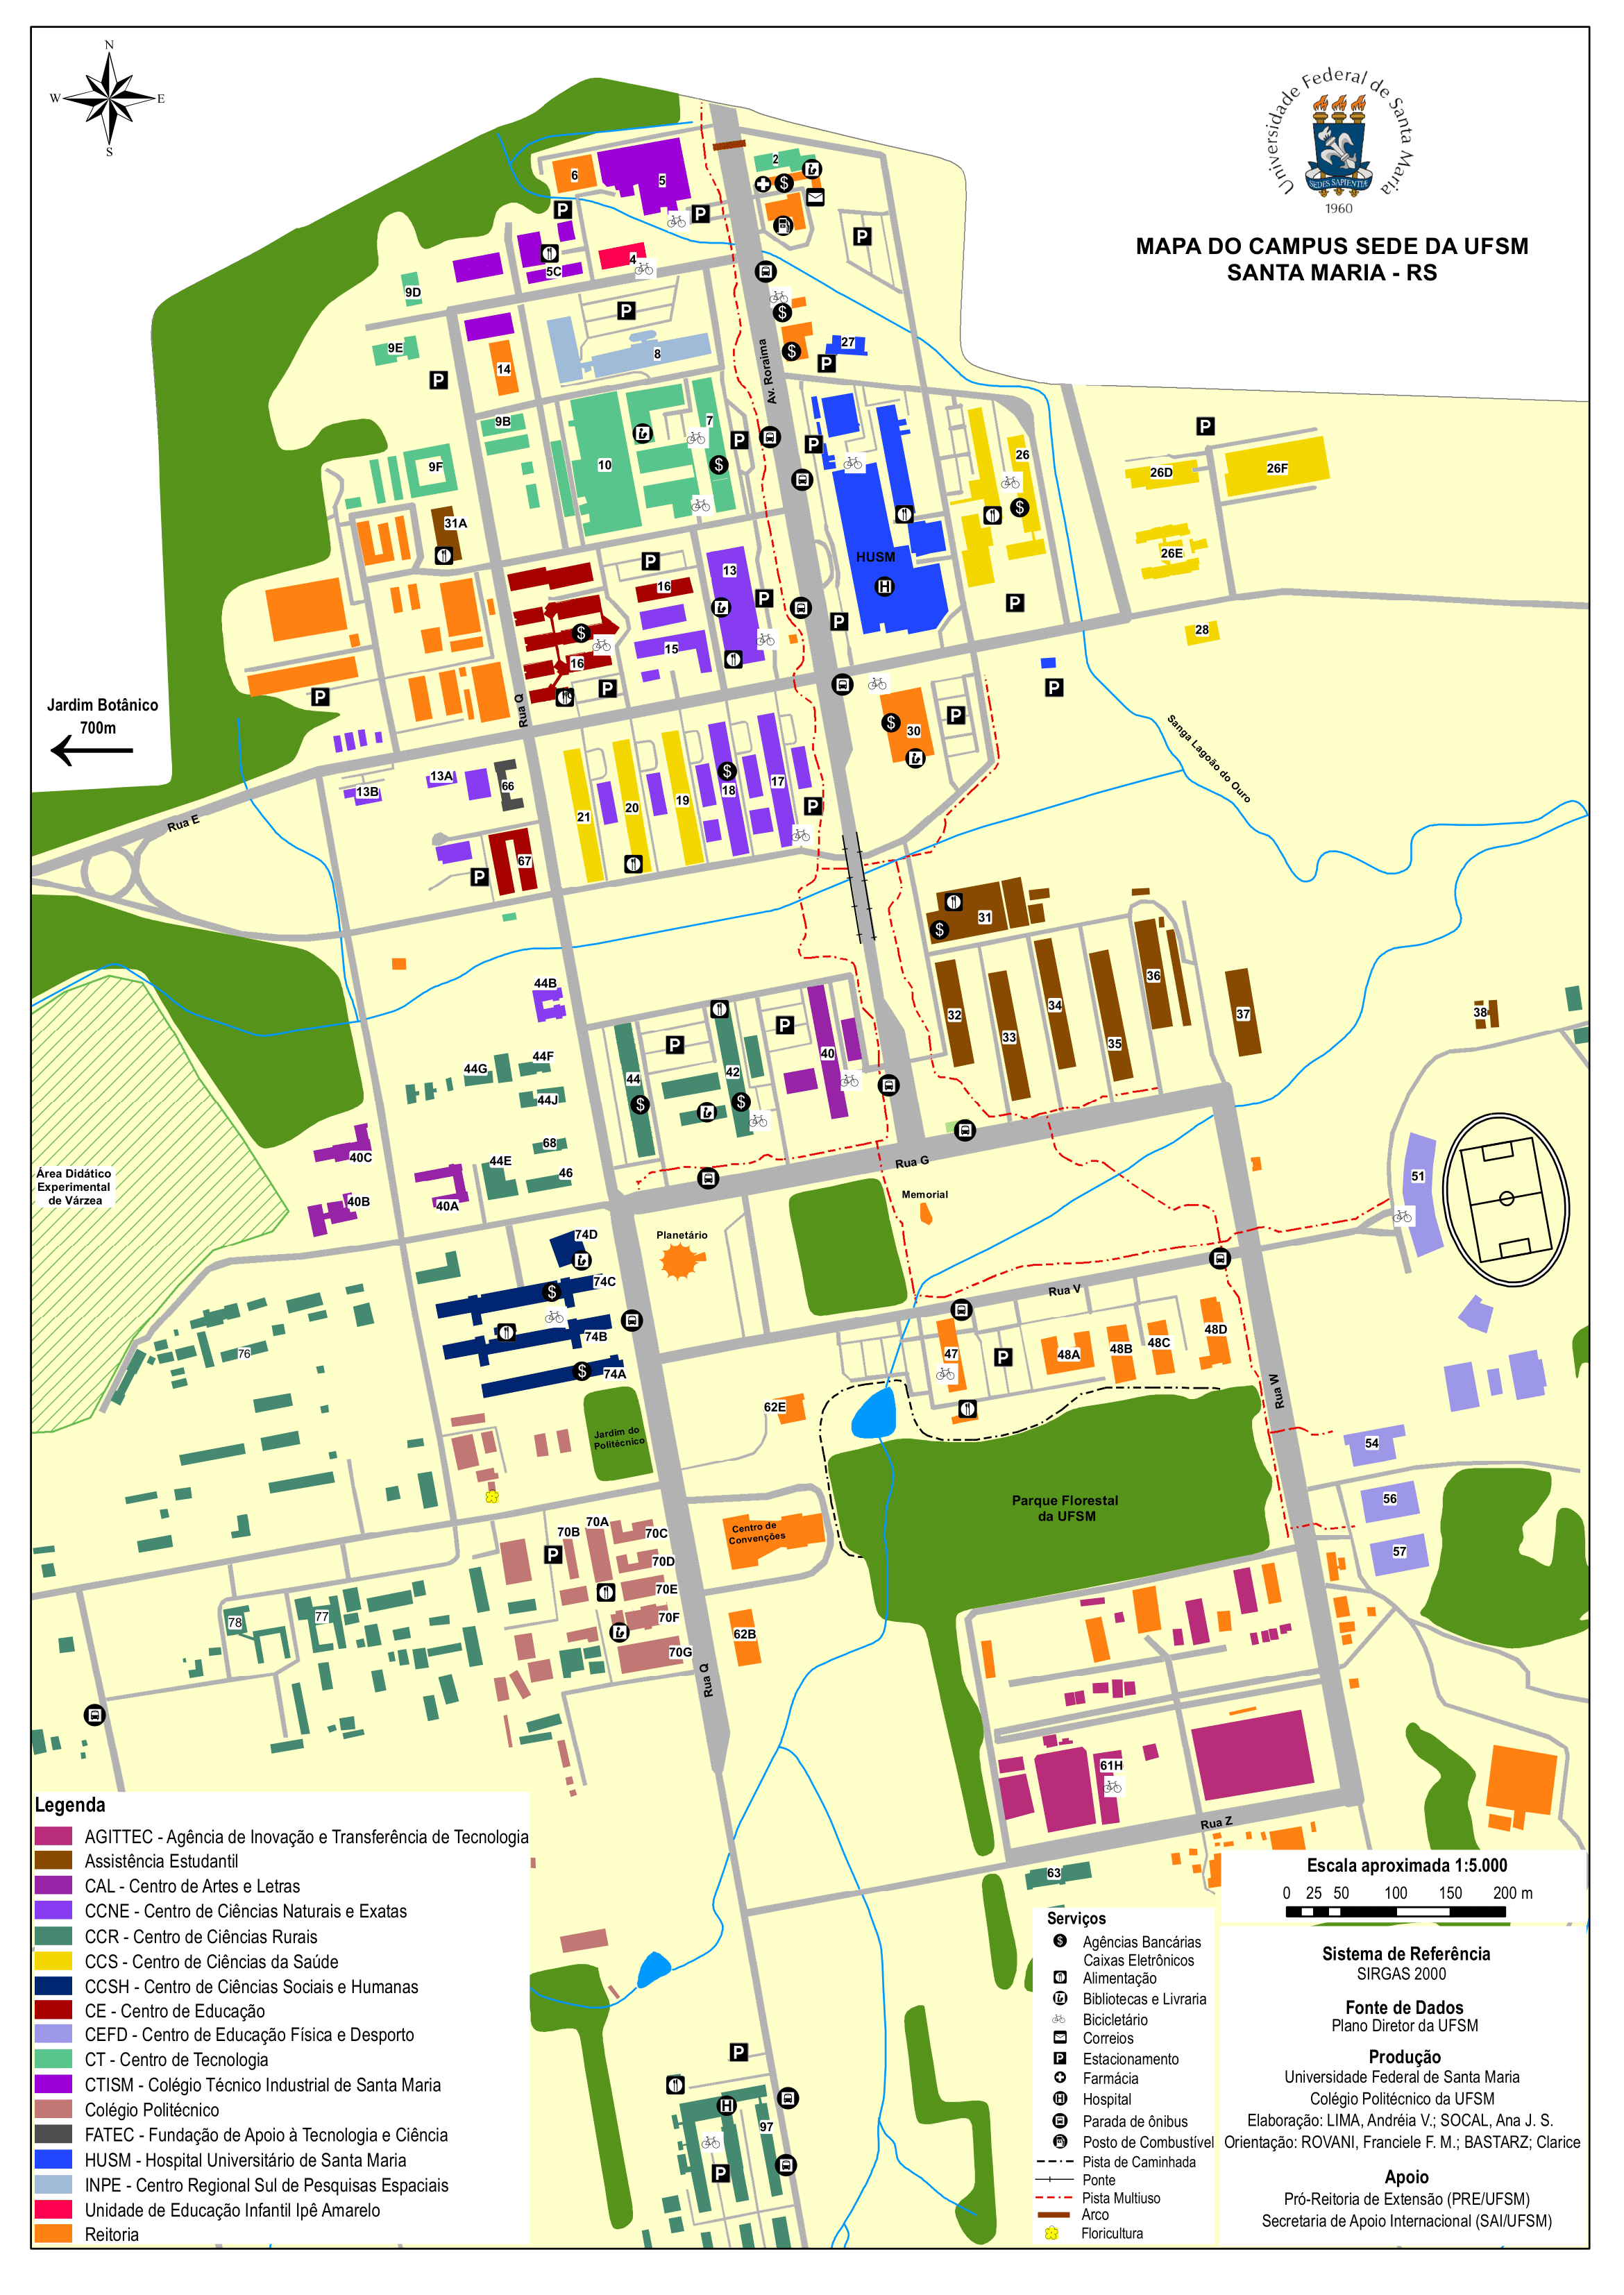 N
W
E
S
Universidade Federal de Santa Maria
SEDES SAPIENTIÆ
1960
MAPA DO CAMPUS SEDE DA UFSM
SANTA MARIA - RS
2
6
5
4
5C
9D
9E
14
8
27
Av. Roraima
9B
7
10
9F
26
26D
26F
26E
31A
HUSM
H
13
16
15
16
28
Jardim Botânico
700m
Rua Q
30
Sanga Lagoão do Ouro
13A
13B
66
21
20
19
18
17
Rua E
67
31
44B
32
33
34
35
36
37
38
44G
44F
44J
44
42
40
68
46
44E
40C
40B
40A
Área Didático
Experimental
de Várzea
Rua G
51
Memorial
Planetário
74D
74C
74B
74A
76
Rua V
47
48A
48B
48C
48D
Rua W
62E
Jardim do
Politécnico
54
56
57
Parque Florestal
da UFSM
Centro de
Convenções
70A
70B
70C
70D
70E
70F
70G
78
77
62B
Rua Q
61H
Rua Z
63
97
Legenda
AGITTEC - Agência de Inovação e Transferência de Tecnologia
Assistência Estudantil
CAL - Centro de Artes e Letras
CCNE - Centro de Ciências Naturais e Exatas
CCR - Centro de Ciências Rurais
CCS - Centro de Ciências da Saúde
CCSH - Centro de Ciências Sociais e Humanas
CE - Centro de Educação
CEFD - Centro de Educação Física e Desporto
CT - Centro de Tecnologia
CTISM - Colégio Técnico Industrial de Santa Maria
Colégio Politécnico
FATEC - Fundação de Apoio à Tecnologia e Ciência
HUSM - Hospital Universitário de Santa Maria
INPE - Centro Regional Sul de Pesquisas Espaciais
Unidade de Educação Infantil Ipê Amarelo
Reitoria
Serviços
Agências Bancárias
Caixas Eletrônicos
Alimentação
Bibliotecas e Livraria
Bicicletário
Correios
Estacionamento
Farmácia
Hospital
Parada de ônibus
Posto de Combustível
Pista de Caminhada
Ponte
Pista Multiuso
Arco
Floricultura
Escala aproximada 1:5.000
0 25 50 100 150 200 m
Sistema de Referência
SIRGAS 2000
Fonte de Dados
Plano Diretor da UFSM
Produção
Universidade Federal de Santa Maria
Colégio Politécnico da UFSM
Elaboração: LIMA, Andréia V.; SOCAL, Ana J. S.
Orientação: ROVANI, Franciele F. M.; BASTARZ; Clarice
Apoio
Pró-Reitoria de Extensão (PRE/UFSM)
Secretaria de Apoio Internacional (SAI/UFSM)